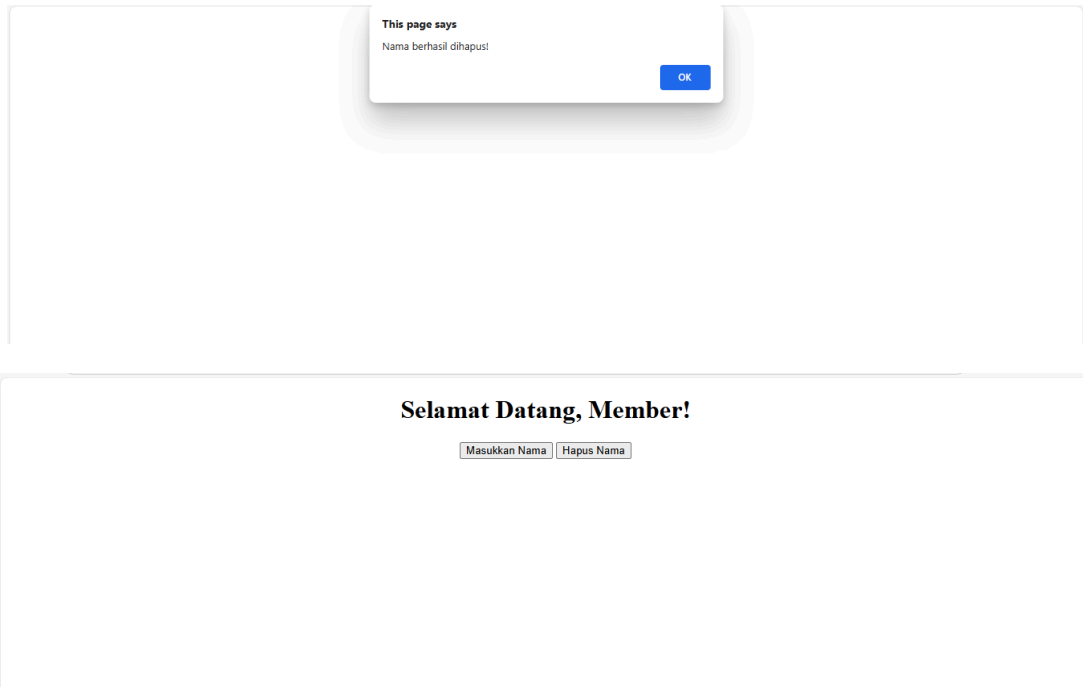 This page says
Nama berhasil dihapus!
OK
Selamat Datang, Member!
Masukkan Nama Hapus Nama